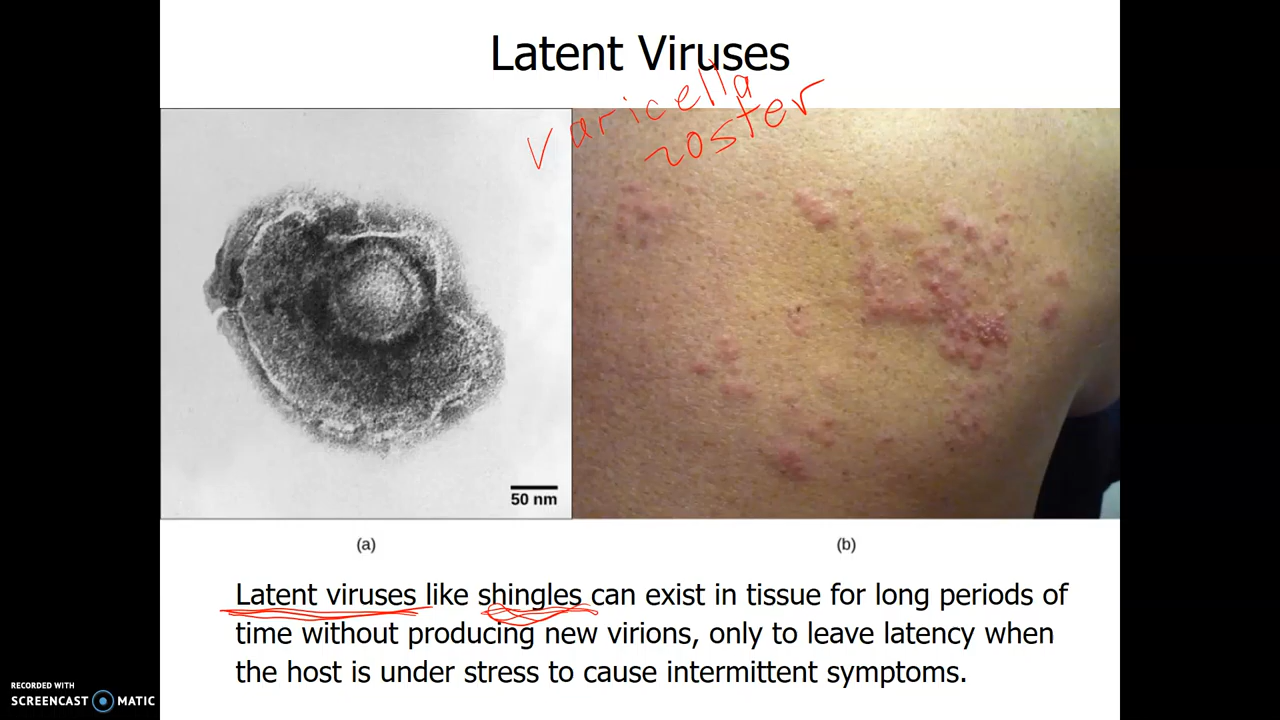 Latent Viruses
varicella
zoster
50 nm
(a)
(b)
Latent viruses like shingles can exist in tissue for long periods of
time without producing new virions, only to leave latency when
the host is under stress to cause intermittent symptoms.
RECORDED WITH
SCREENCAST MATIC